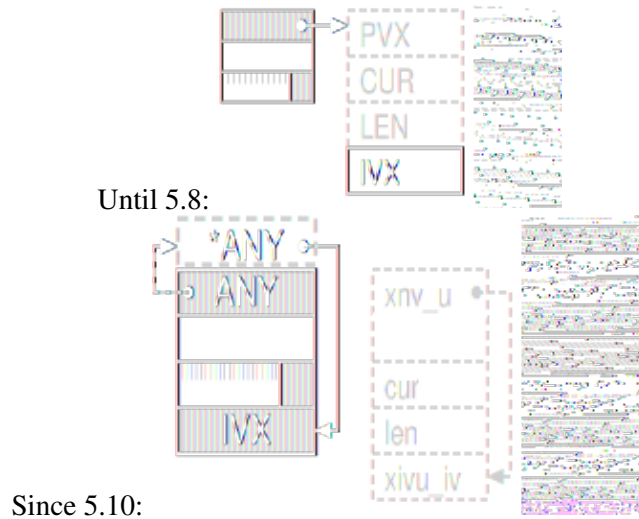 PVX
CUR
LEN
IVX
Until 5.8:
*ANY
ANY
IVX
xnv_u
cur
len
xivu_iv
Since 5.10: